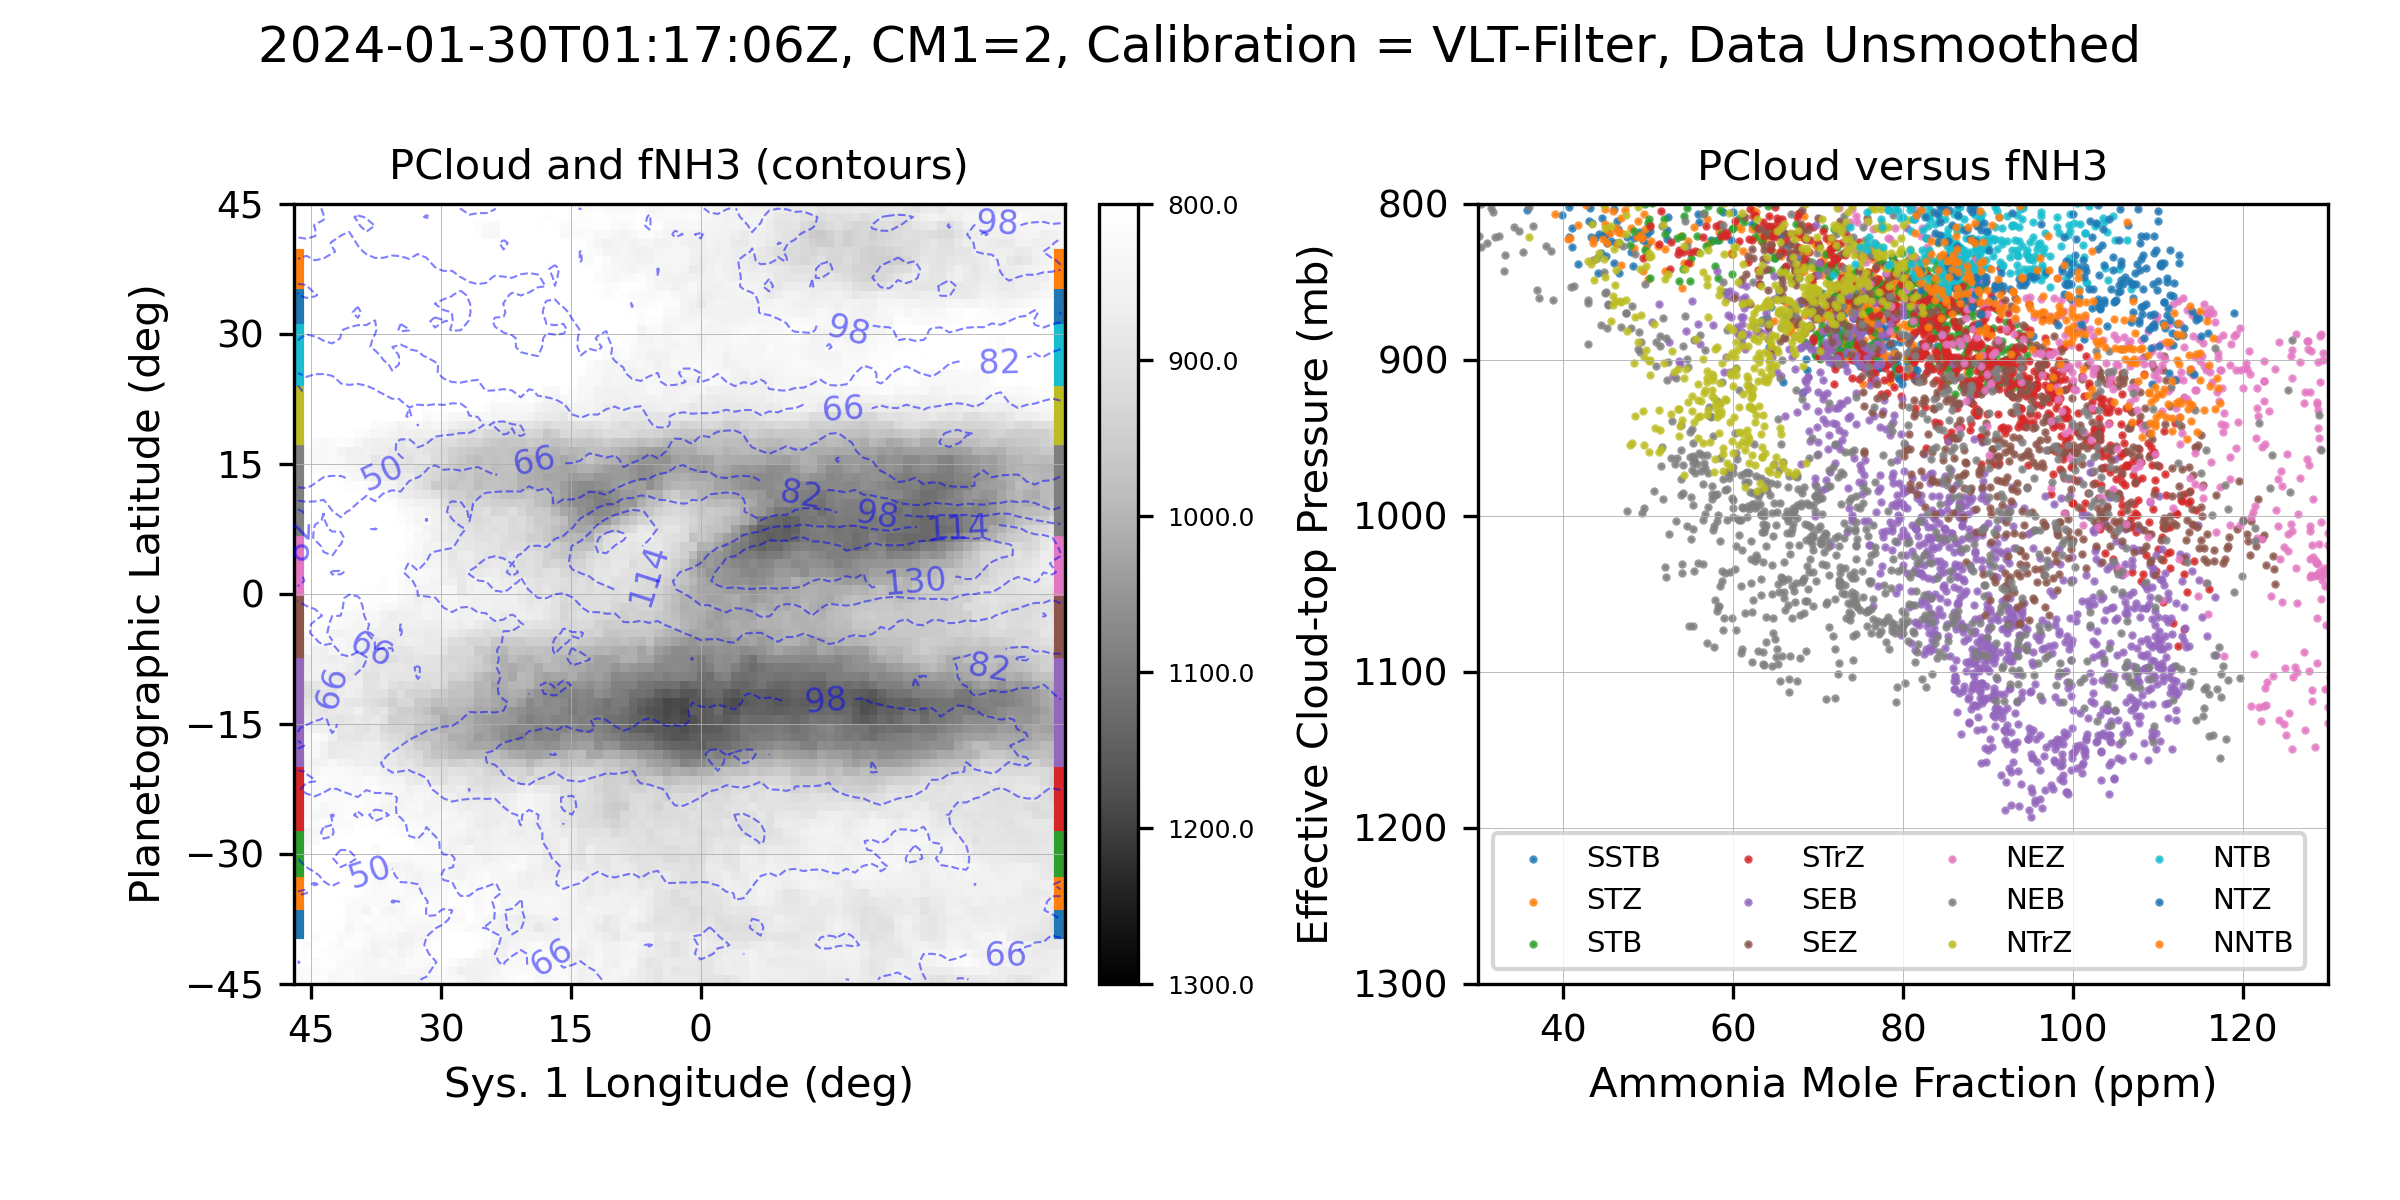 2024-01-30T01:17:06Z, CM1=2, Calibration = VLT-Filter, Data Unsmoothed
PCloud and fNH3 (contours)
Planetographic Latitude (deg)
45
30
15
0
−15
−30
−45
45
30
15
0
Sys. 1 Longitude (deg)
98
98
82
66
66
50
82
98
114
82
114
130
66
66
82
98
50
66
66
800.0
900.0
1000.0
1100.0
1200.0
1300.0
PCloud versus fNH3
Effective Cloud-top Pressure (mb)
800
900
1000
1100
1200
1300
SSTB
STZ
STB
STrZ
SEB
SEZ
NEZ
NEB
NTrZ
NTB
NTZ
NNTB
40
60
80
100
120
Ammonia Mole Fraction (ppm)